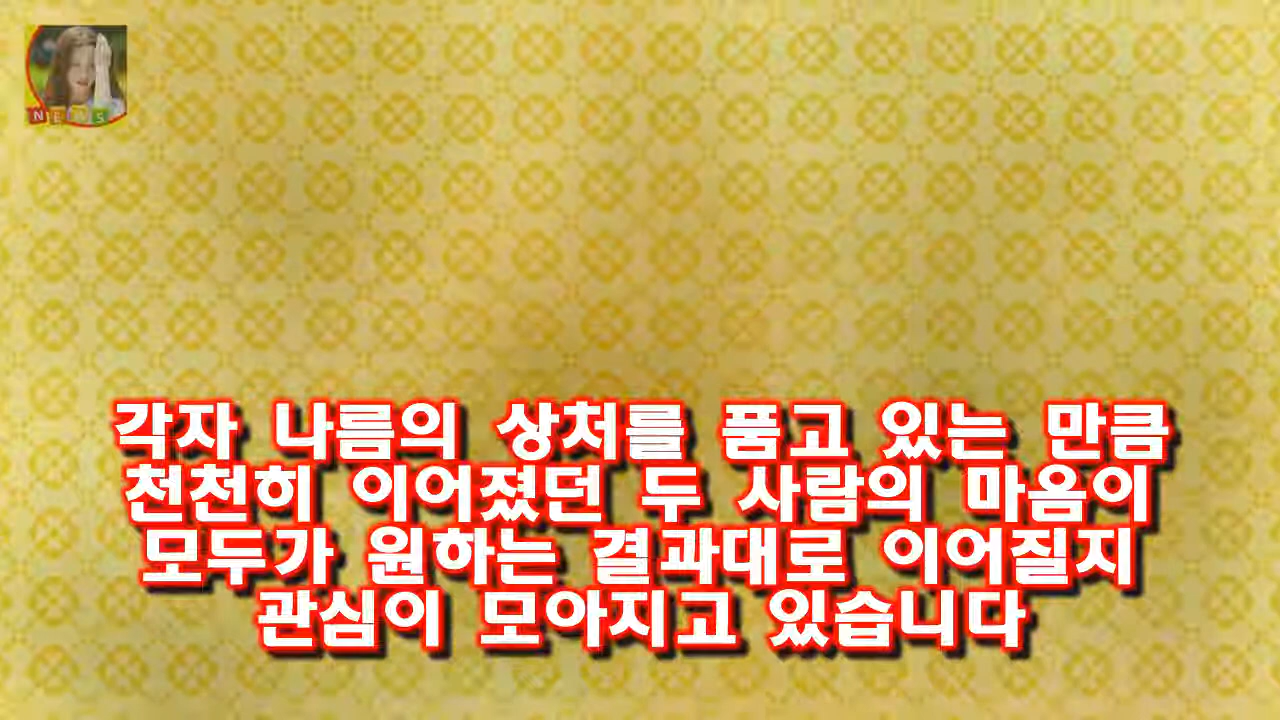 NEWS
각자 나름의 상처를 품고 있는 만큼
천천히 이어졌던 두 사람의 마옴이
모두가 원하는 결과대로 이어질지
관심이 모아지고 있습니다